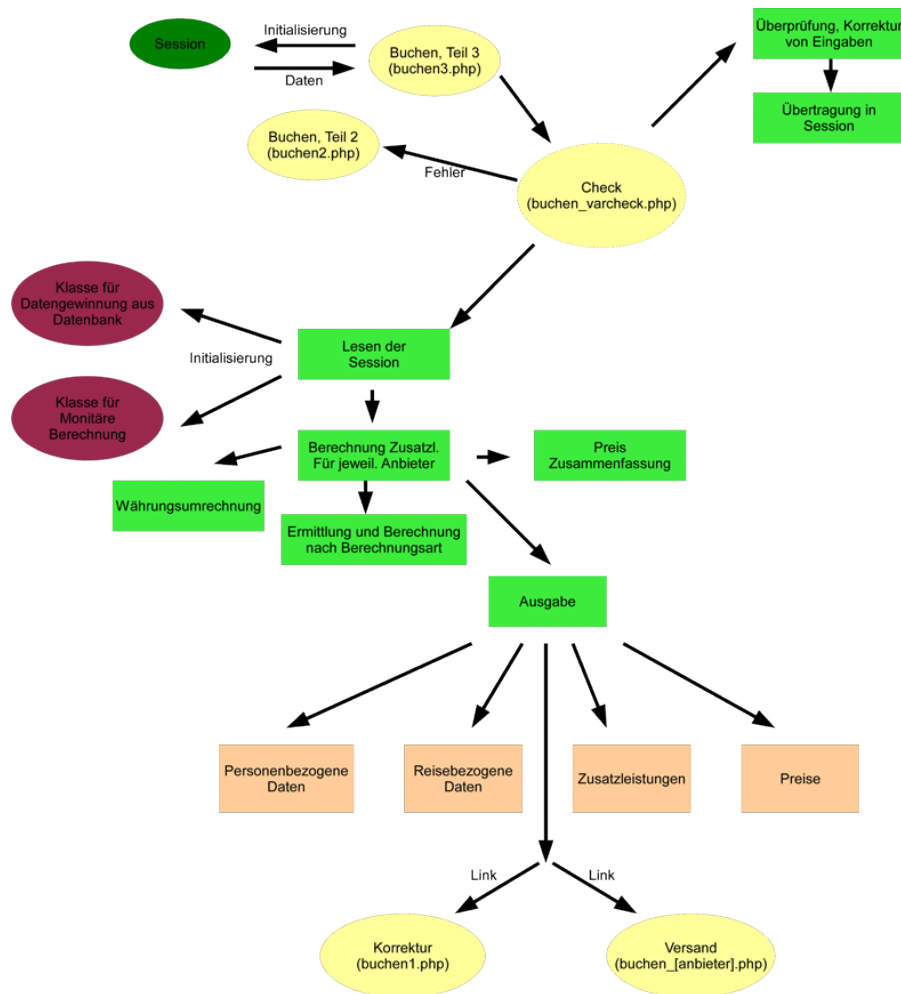 Initialisierung
Session
Daten
Buchen, Teil 3
(buchen3.php)
Überprüfung, Korrektur
von Eingaben
Übertragung in
Session
Buchen, Teil 2
(buchen2.php)
Fehler
Check
(buchen_varcheck.php)
Klasse für
Datengewinnung aus
Datenbank
Initialisierung
Lesen der
Session
Klasse für
Monitäre
Berechnung
Berechnung Zusatzl.
Für jeweil. Anbieter
Preis
Zusammenfassung
Währungsumrechnung
Ermittlung und Berechnung
nach Berechnungsart
Ausgabe
Personenbezogene
Daten
Reisebezogene
Daten
Zusatzleistungen
Preise
Link
Link
Korrektur
(buchen1.php)
Versand
(buchen_[anbieter].php)